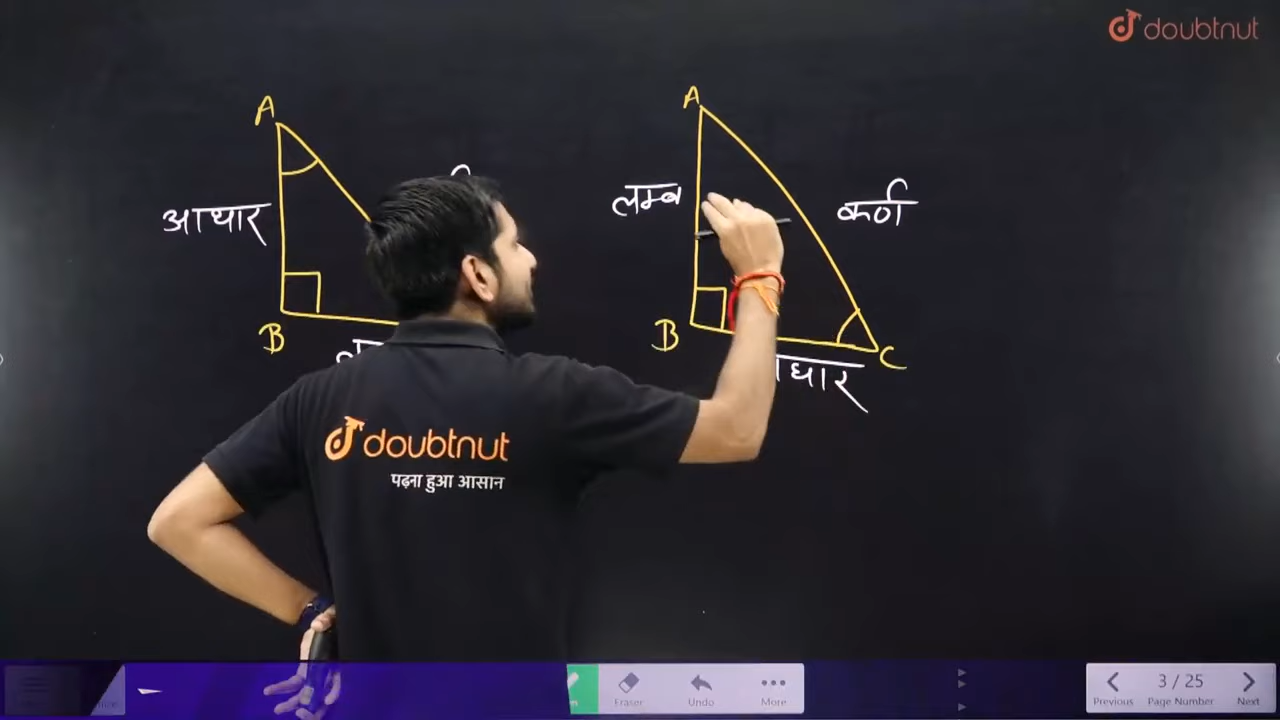 doubtnut
A
A
आधार
लम्ब
कर्ण
B
B
C
doubtnut
पढ़ना हुआ आसान
Eraser
Undo
More
Previous
3 / 25
Page Number
Next